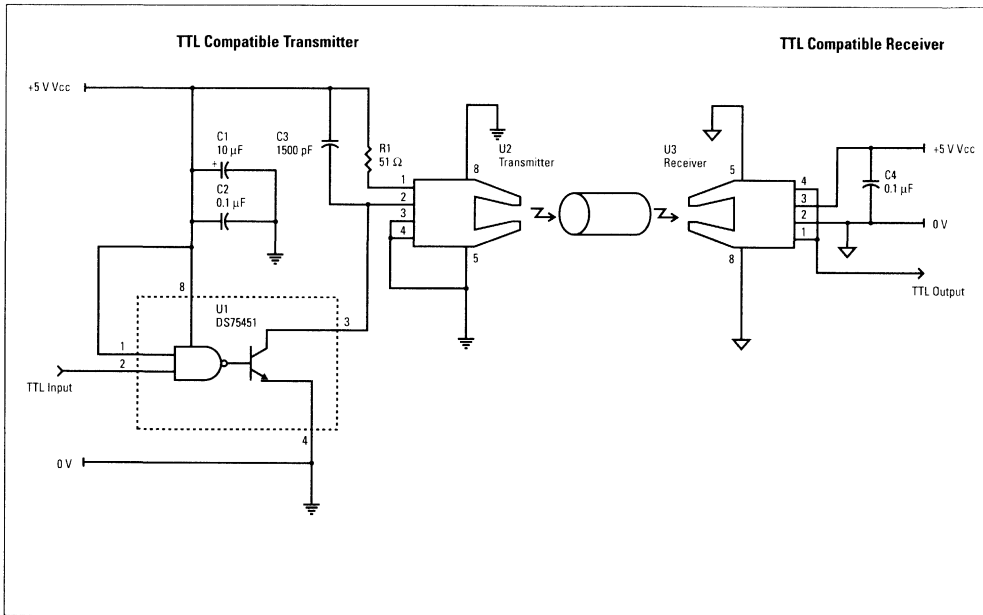 TTL Compatible Transmitter
TTL Compatible Receiver
+5 V Vcc
C1
10 µF
+
C2
0.1 µF
C3
1500 pF
R1
51 Ω
1
2
3
4
8
5
U2
Transmitter
U3
Receiver
5
8
4
3
2
1
+5 V Vcc
C4
0.1 µF
0 V
TTL Output
8
U1
DS75451
3
1
2
TTL Input
4
0 V